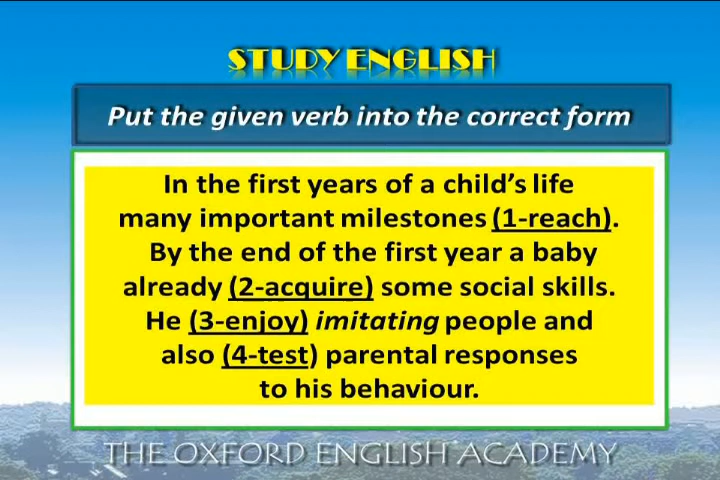 STUDY ENGLISH
Put the given verb into the correct form
In the first years of a child's life
many important milestones (1-reach).
By the end of the first year a baby
already (2-acquire) some social skills.
He (3-enjoy) imitating people and
also (4-test) parental responses
to his behaviour.
THE OXFORD ENGLISH ACADEMY